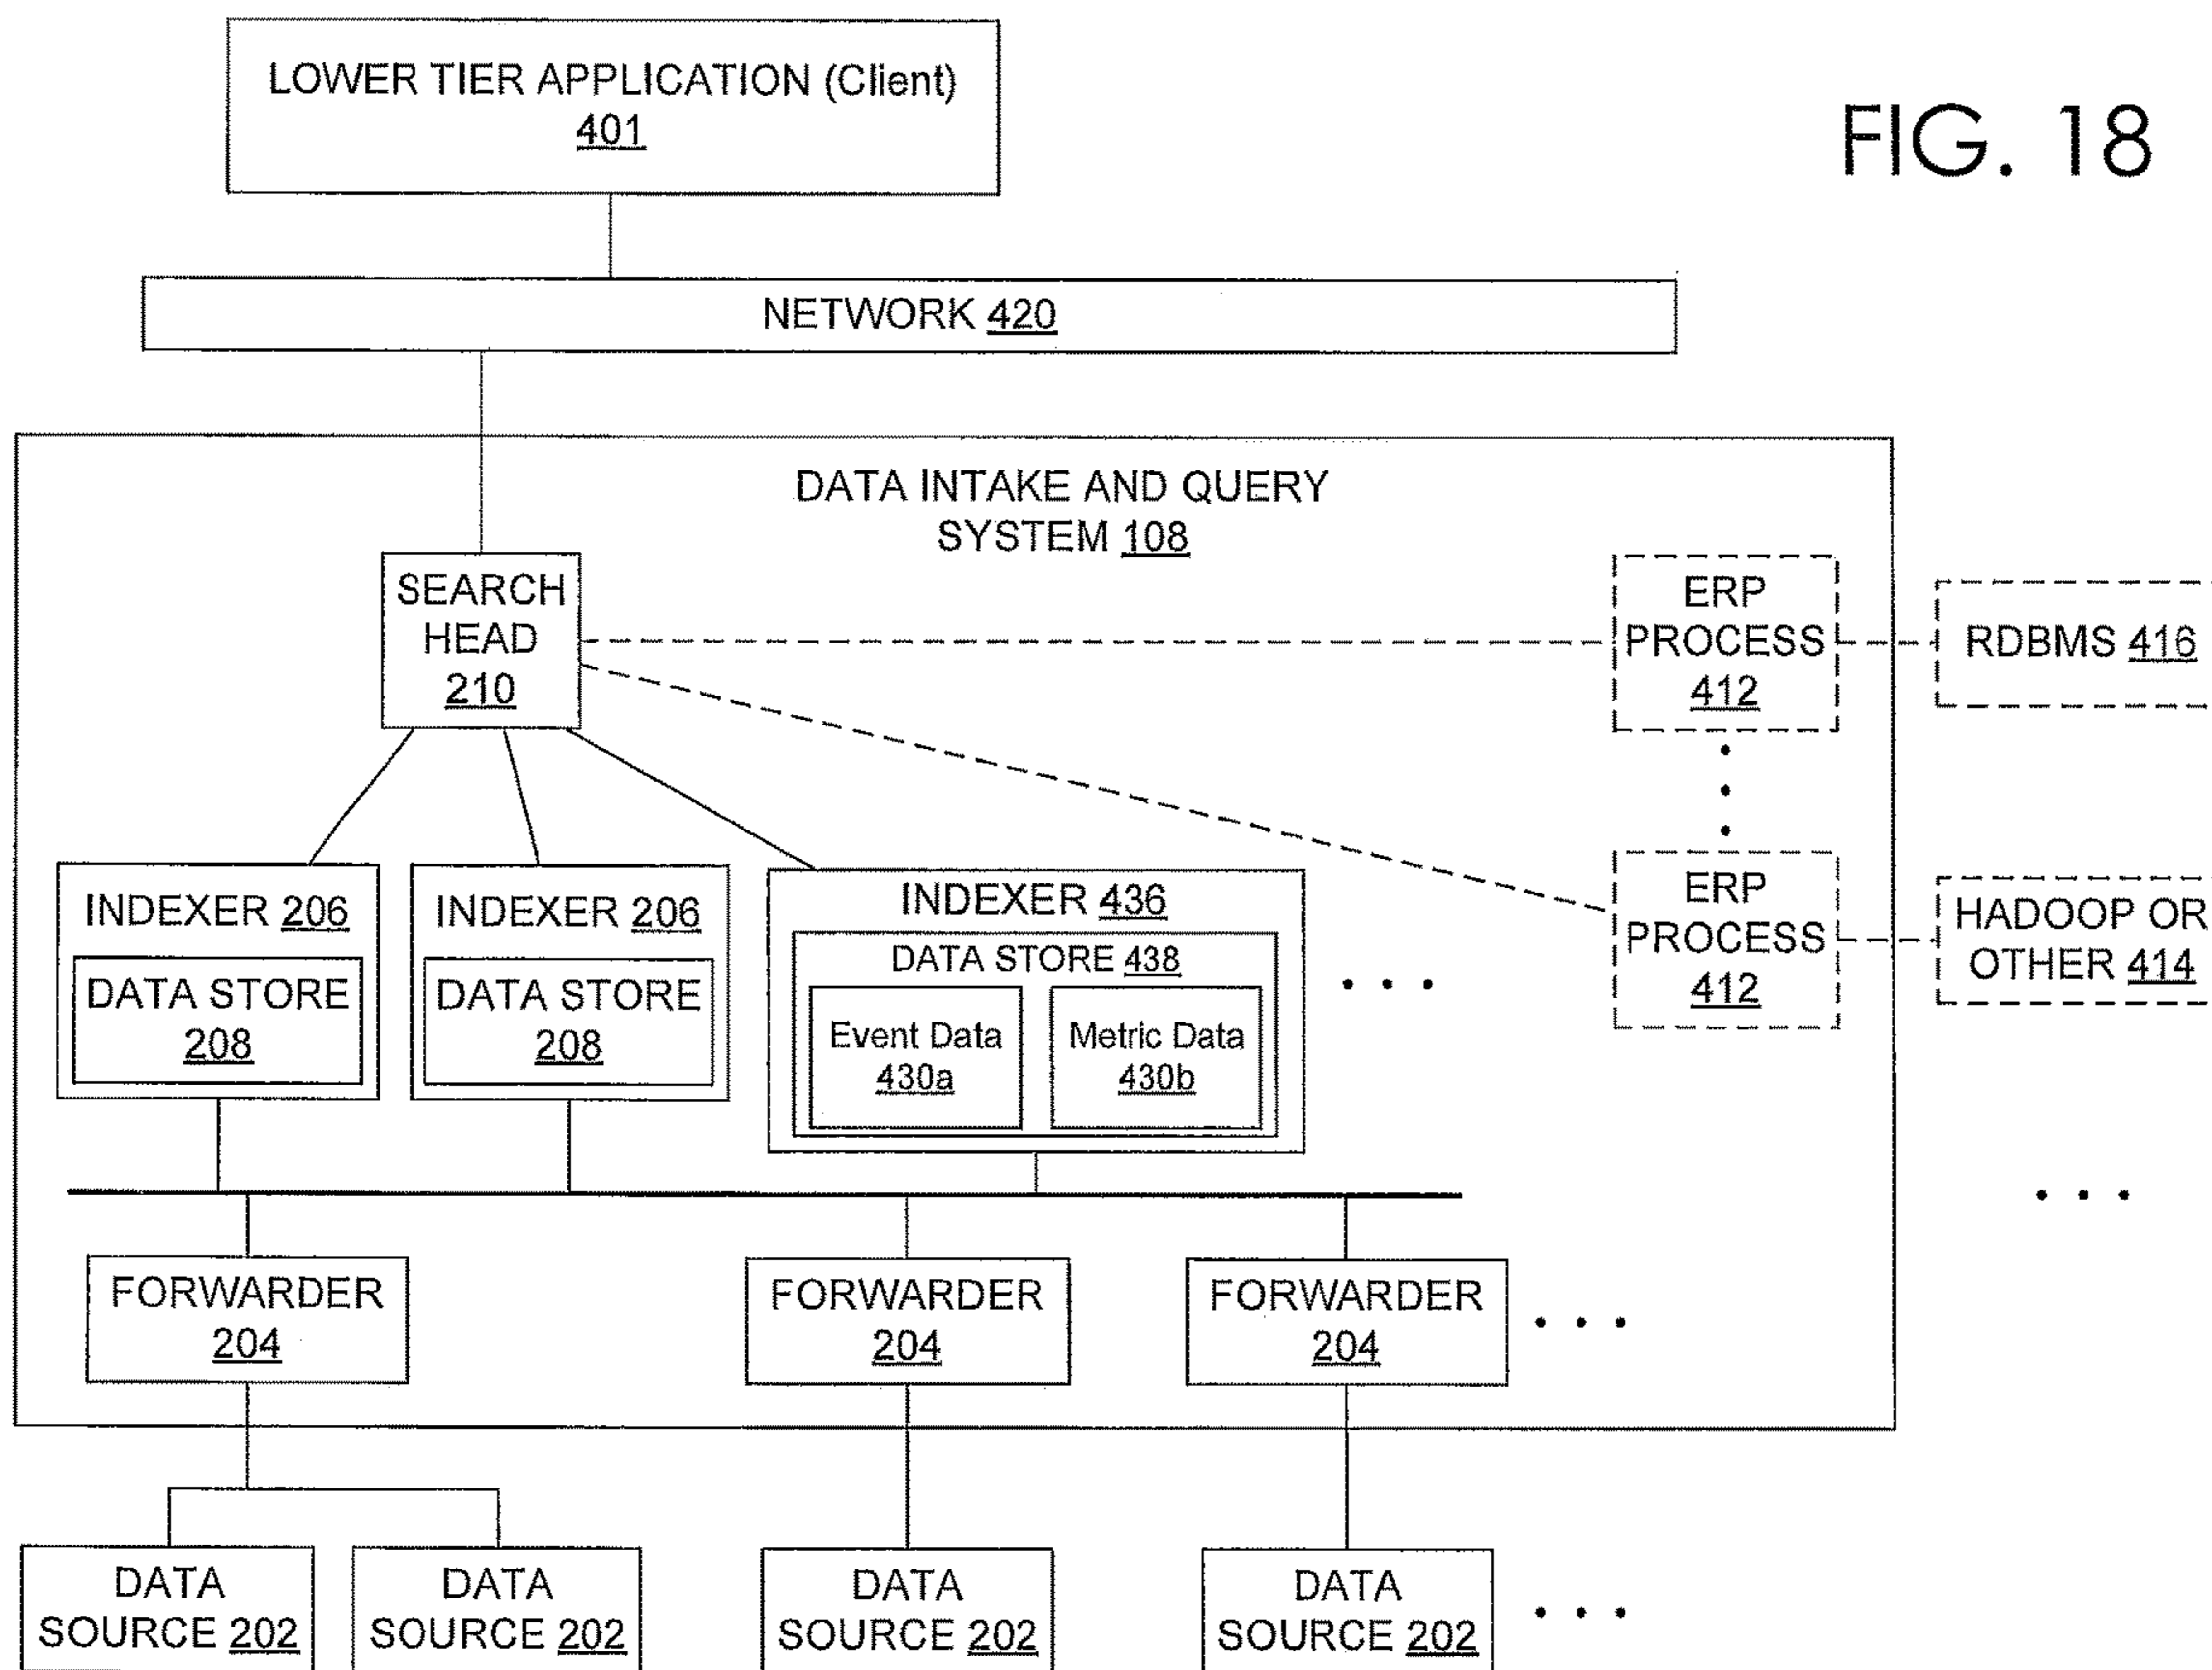 FIG. 18
LOWER TIER APPLICATION (Client)
401
NETWORK 420
DATA INTAKE AND QUERY
SYSTEM 108
SEARCH
HEAD
210
ERP
PROCESS
412
RDBMS 416
INDEXER 206
DATA STORE
208
INDEXER 206
DATA STORE
208
INDEXER 436
DATA STORE 438
Event Data
430a
Metric Data
430b
ERP
PROCESS
412
HADOOP OR
OTHER 414
FORWARDER
204
FORWARDER
204
FORWARDER
204
DATA
SOURCE 202
DATA
SOURCE 202
DATA
SOURCE 202
DATA
SOURCE 202